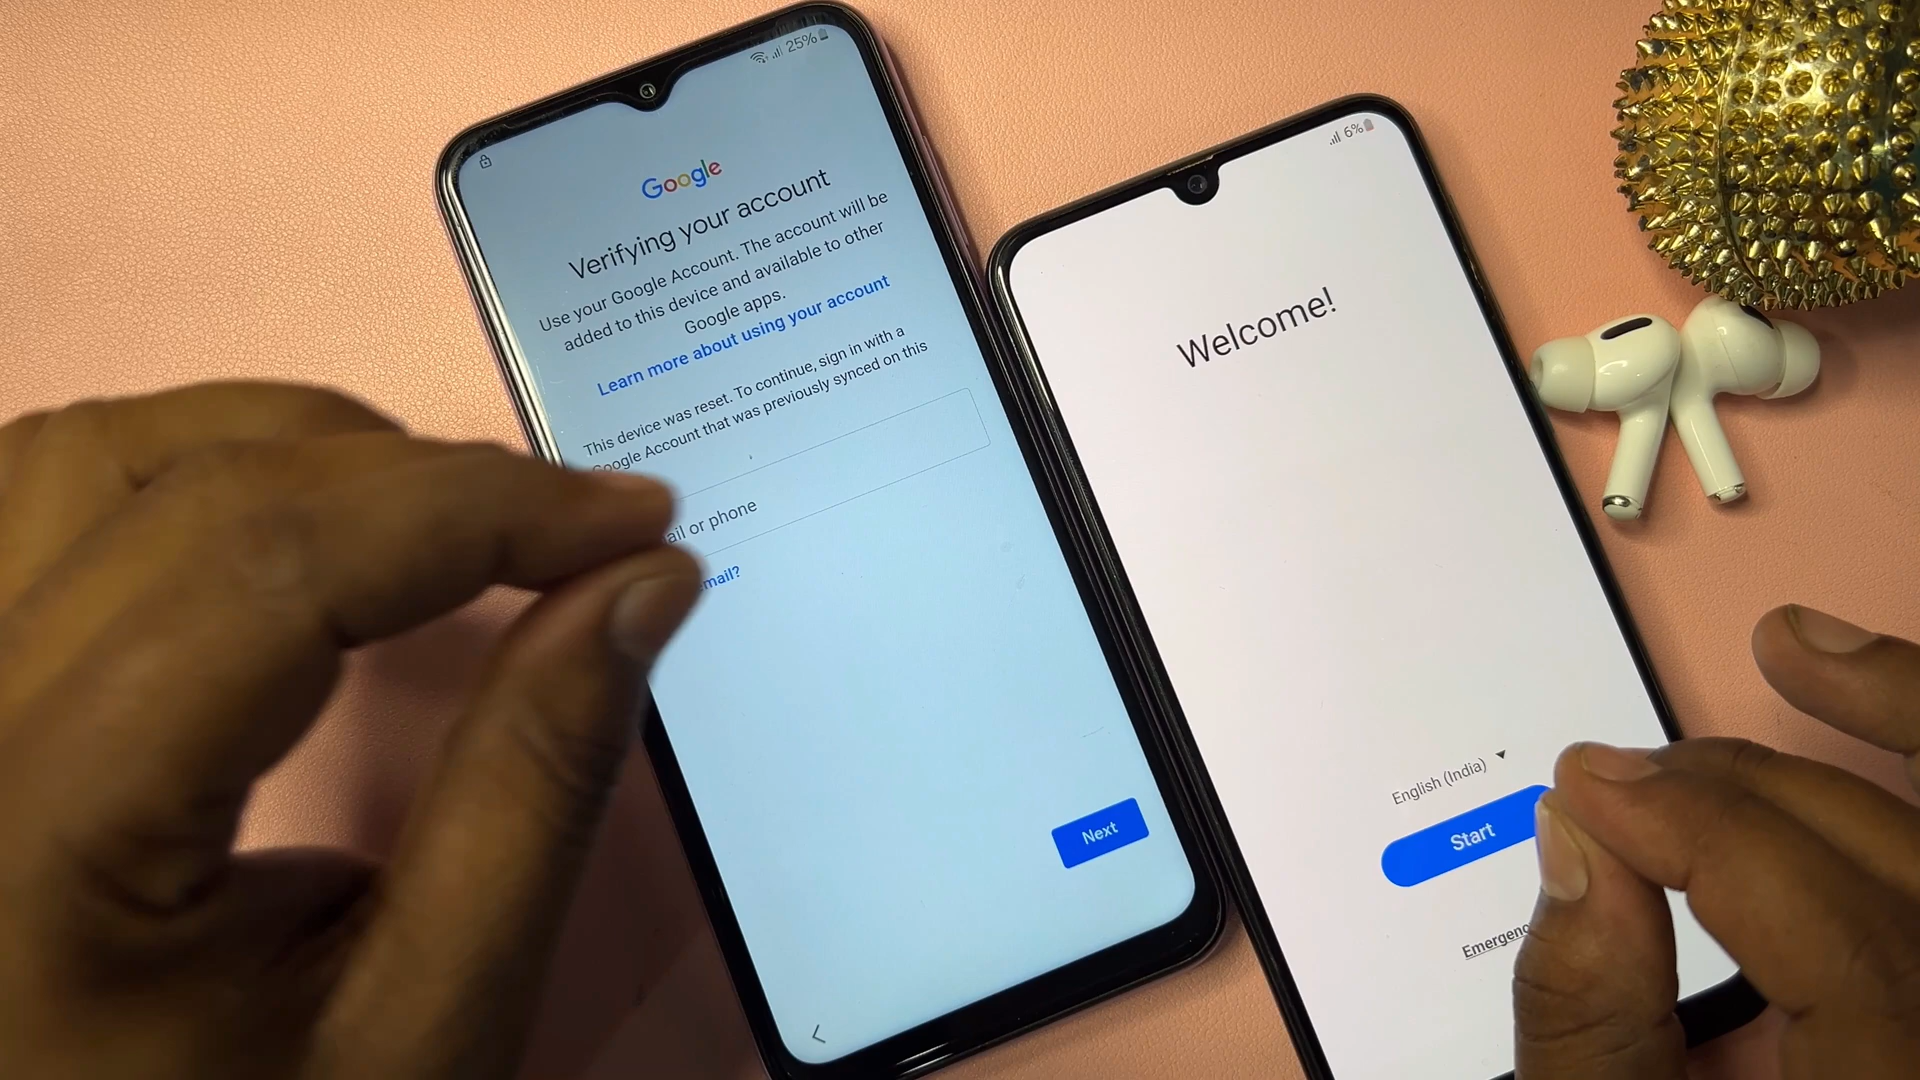 25%
Google
Verifying your account
Use your Google Account. The account will be
added to this device and available to other
Google apps.
Learn more about using your account
This device was reset. To continue, sign in with a
Google Account that was previously synced on this
ail or phone
email?
Next
6%
Welcome!
English (India)
Start
Emergenc